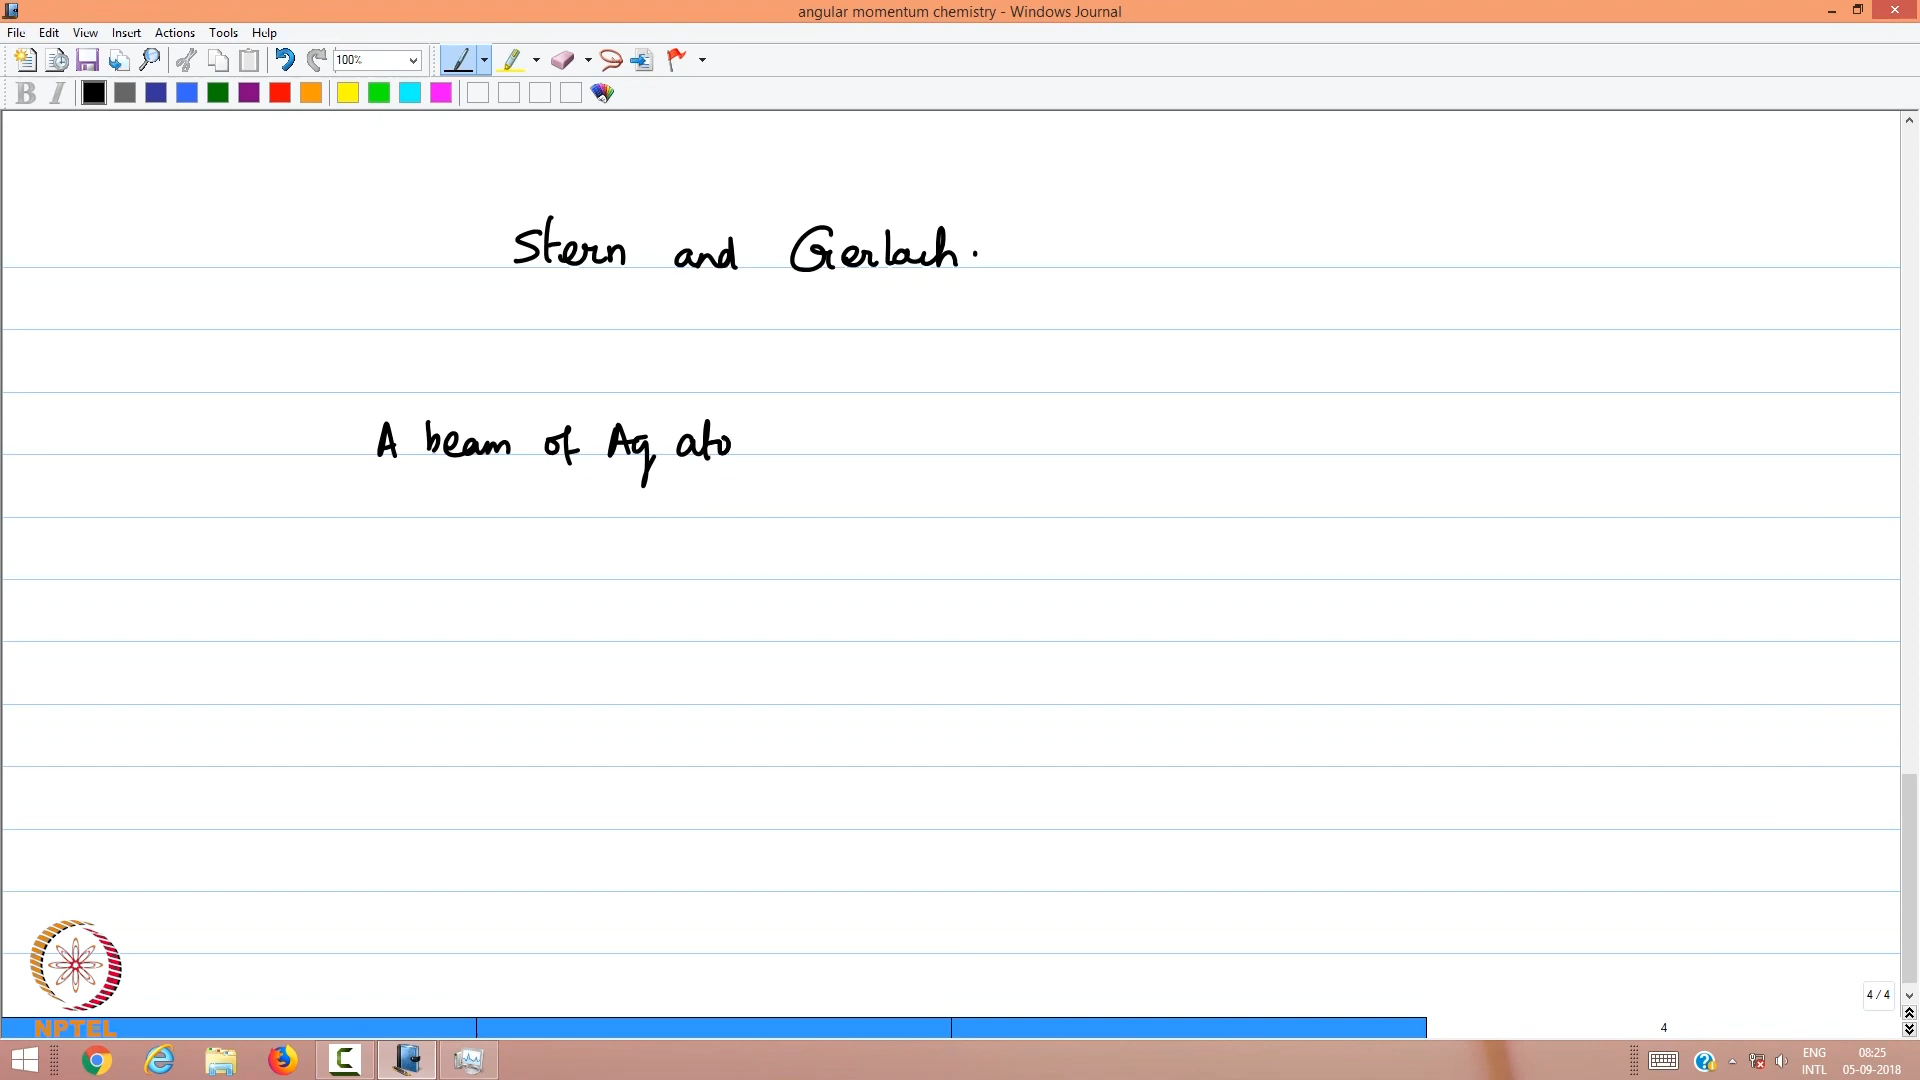 angular momentum chemistry - Windows Journal
File Edit View Insert Actions Tools Help
100%
B I
Stern and Gerlach.
A beam of Ag ato
4 / 4
NPTEL
4
ENG 08:25
INTL 05-09-2018